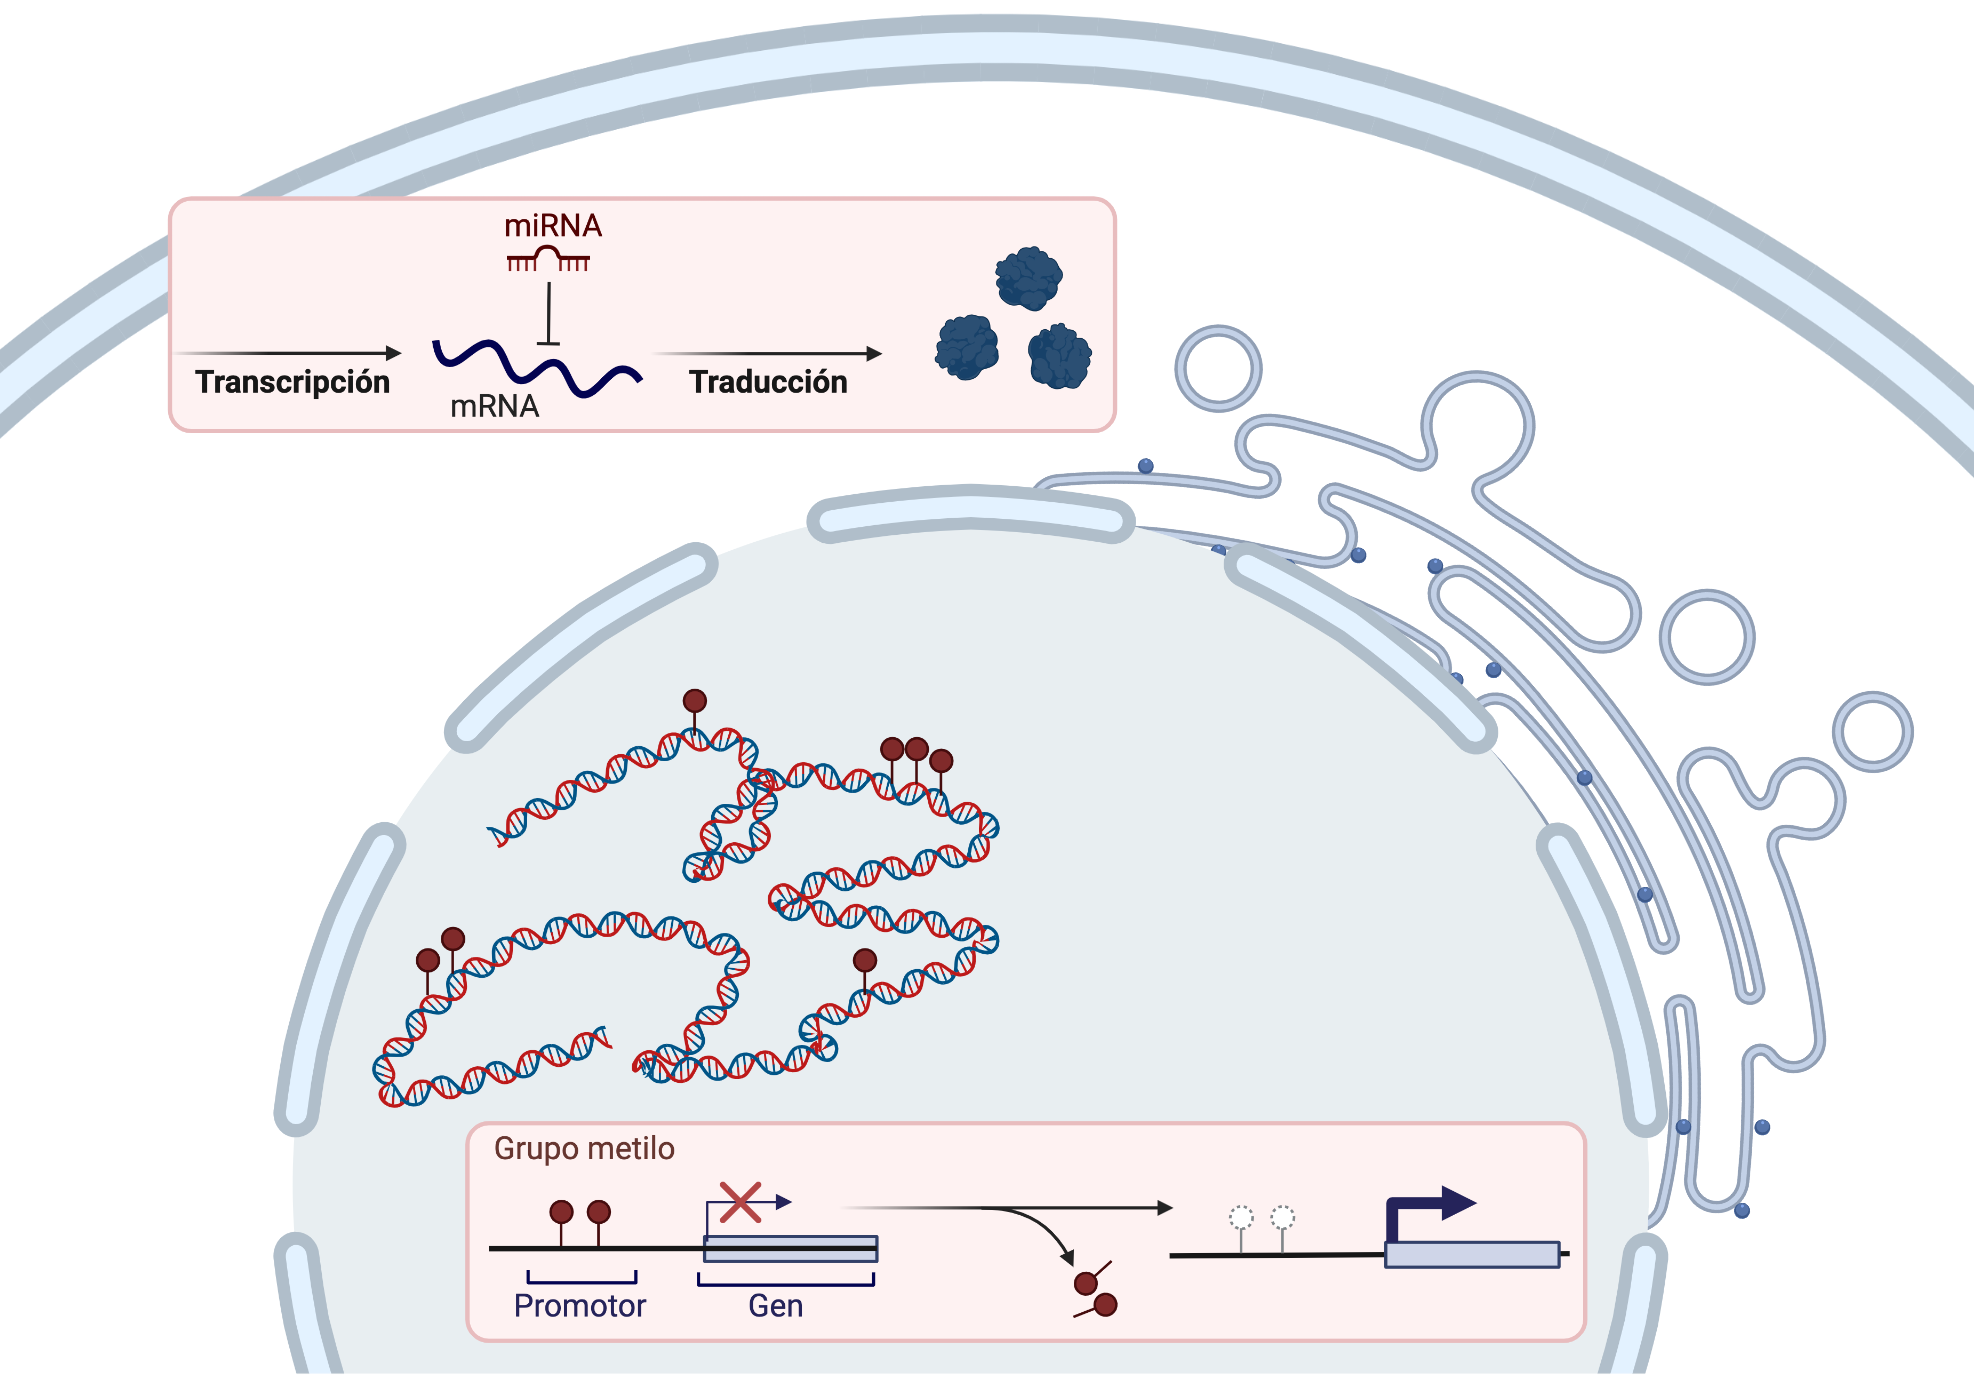 miRNA
Transcripción
mRNA
Traducción
Grupo metilo
Promotor
Gen